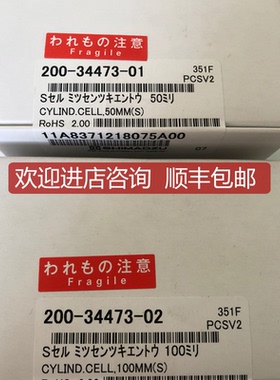 われもの注意
Fragile
200-34473-01
351F
PCSV2
Sセル ミツセンツキエントウ 50ミリ
CYLIND.CELL,50MM(S)
RoHS 2.00
11A8371218075A00
SHIMADZU
07
欢迎进店咨询 顺丰包邮
われもの注意
Fragile
200-34473-02
351F
PCSV2
Sセル ミツセンツキエントウ 100ミリ
CYLIND.CELL,100MM(S)